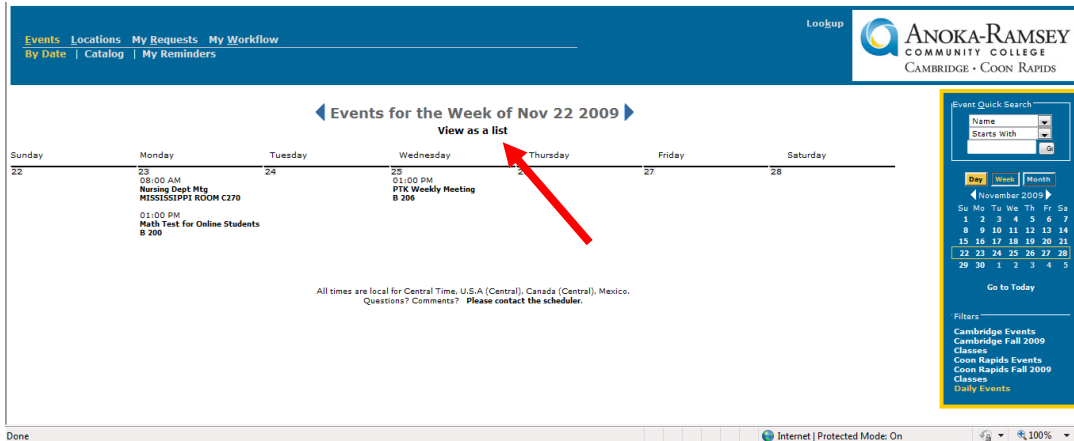 Events Locations My Requests My Workflow
By Date | Catalog | My Reminders
Lookup
ANOKA-RAMSEY
COMMUNITY COLLEGE
CAMBRIDGE • COON RAPIDS
Events for the Week of Nov 22 2009
View as a list
Sunday Monday Tuesday Wednesday Thursday Friday Saturday
22 23 24 25 27 28
08:00 AM
Nursing Dept Mtg
MISSISSIPPI ROOM C270
01:00 PM
Math Test for Online Students
B 200
01:00 PM
PTK Weekly Meeting
B 206
All times are local for Central Time, U.S.A (Central), Canada (Central), Mexico.
Questions? Comments? Please contact the scheduler.
Event Quick Search
Name
Starts With
Day Week Month
November 2009
Su Mo Tu We Th Fr Sa
1 2 3 4 5 6 7
8 9 10 11 12 13 14
15 16 17 18 19 20 21
22 23 24 25 26 27 28
29 30 1 2 3 4 5
Go to Today
Filters
Cambridge Events
Cambridge Fall 2009
Classes
Coon Rapids Events
Coon Rapids Fall 2009
Classes
Daily Events
Done
Internet | Protected Mode: On
100%